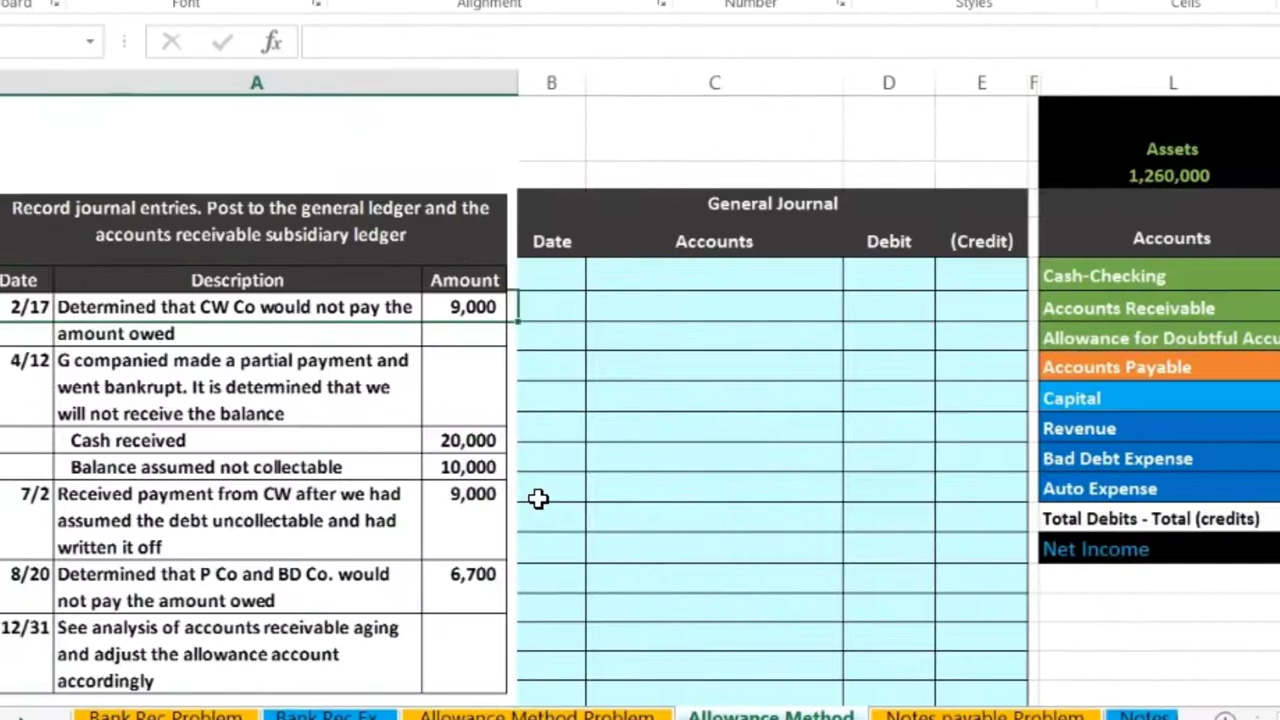 Font Alignment Number Styles Cells
fx
A B C D E F L
Assets
1,260,000
Record journal entries. Post to the general ledger and the
accounts receivable subsidiary ledger
General Journal
Date Accounts Debit (Credit)
Accounts
Date Description Amount
2/17 Determined that CW Co would not pay the 9,000
amount owed
4/12 G companied made a partial payment and
went bankrupt. It is determined that we
will not receive the balance
Cash received 20,000
Balance assumed not collectable 10,000
7/2 Received payment from CW after we had 9,000
assumed the debt uncollectable and had
written it off
8/20 Determined that P Co and BD Co. would 6,700
not pay the amount owed
12/31 See analysis of accounts receivable aging
and adjust the allowance account
accordingly
Cash-Checking
Accounts Receivable
Allowance for Doubtful Accu
Accounts Payable
Capital
Revenue
Bad Debt Expense
Auto Expense
Total Debits - Total (credits)
Net Income
Bank Rec Problem Bank Rec Ex. Allowance Method Problem Allowance Method Notes payable Problem Notes